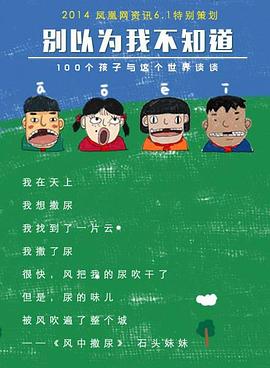 2014 凤凰网资讯6.1特别策划
别以为我不知道
100个孩子与这个世界谈谈
ā ō ē ī
我在天上
我想撒尿
我找到了一片云
我撒了尿
很快，风把我的尿吹干了
但是，尿的味儿
被风吹遍了整个城
——《风中撒尿》 石头妹妹